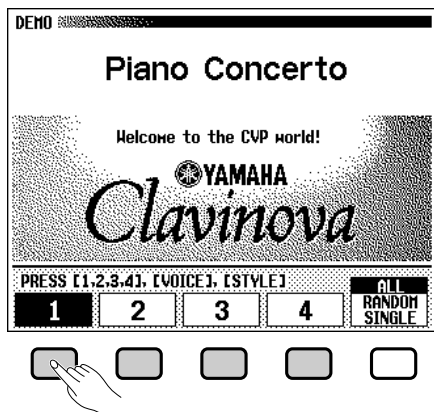 DEMO
Piano Concerto
Welcome to the CVP world!
YAMAHA
Clavinova
PRESS [1,2,3,4], [VOICE], [STYLE]
1 2 3 4
ALL
RANDOM
SINGLE